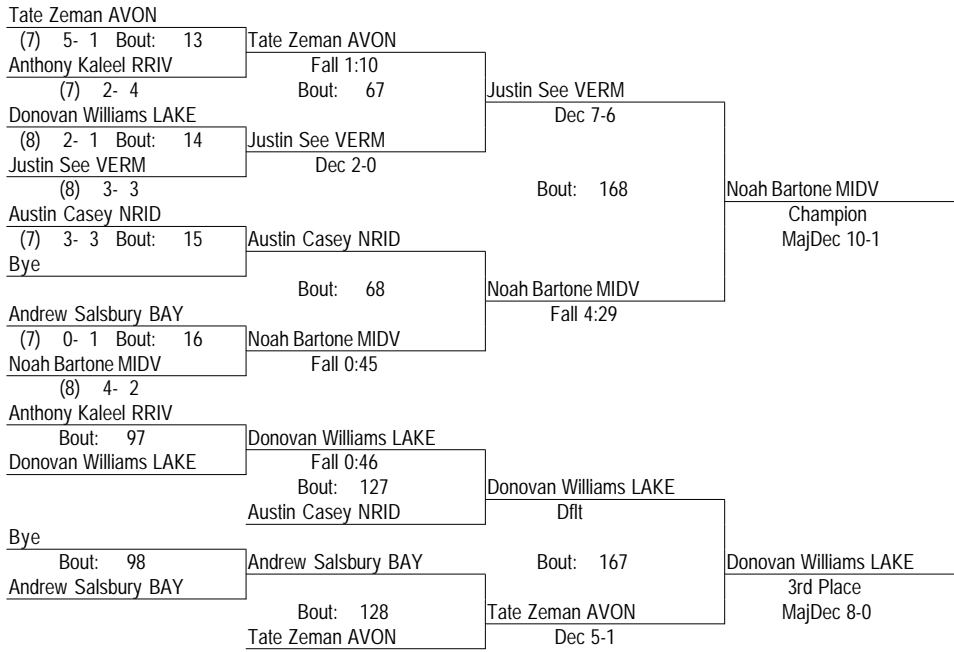 Tate Zeman AVON
(7) 5- 1 Bout: 13
Tate Zeman AVON
Anthony Kaleel RRIV
Fall 1:10
(7) 2- 4
Bout: 67
Justin See VERM
Donovan Williams LAKE
Dec 7-6
(8) 2- 1 Bout: 14
Justin See VERM
Justin See VERM
Dec 2-0
(8) 3- 3
Bout: 168
Noah Bartone MIDV
Austin Casey NRID
Champion
(7) 3- 3 Bout: 15
Austin Casey NRID
MajDec 10-1
Bye
Bout: 68
Noah Bartone MIDV
Andrew Salsbury BAY
Fall 4:29
(7) 0- 1 Bout: 16
Noah Bartone MIDV
Noah Bartone MIDV
Fall 0:45
(8) 4- 2
Anthony Kaleel RRIV
Bout: 97
Donovan Williams LAKE
Donovan Williams LAKE
Fall 0:46
Bout: 127
Donovan Williams LAKE
Austin Casey NRID
Dflt
Bye
Bout: 98
Andrew Salsbury BAY
Bout: 167
Donovan Williams LAKE
Andrew Salsbury BAY
3rd Place
Bout: 128
Tate Zeman AVON
MajDec 8-0
Tate Zeman AVON
Dec 5-1